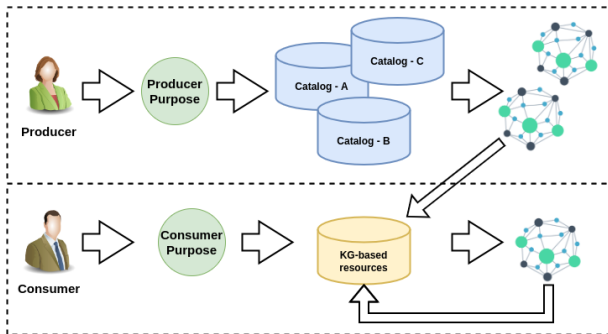 Producer
Producer
Purpose
Catalog - A
Catalog - C
Catalog - B
Consumer
Consumer
Purpose
KG-based
resources